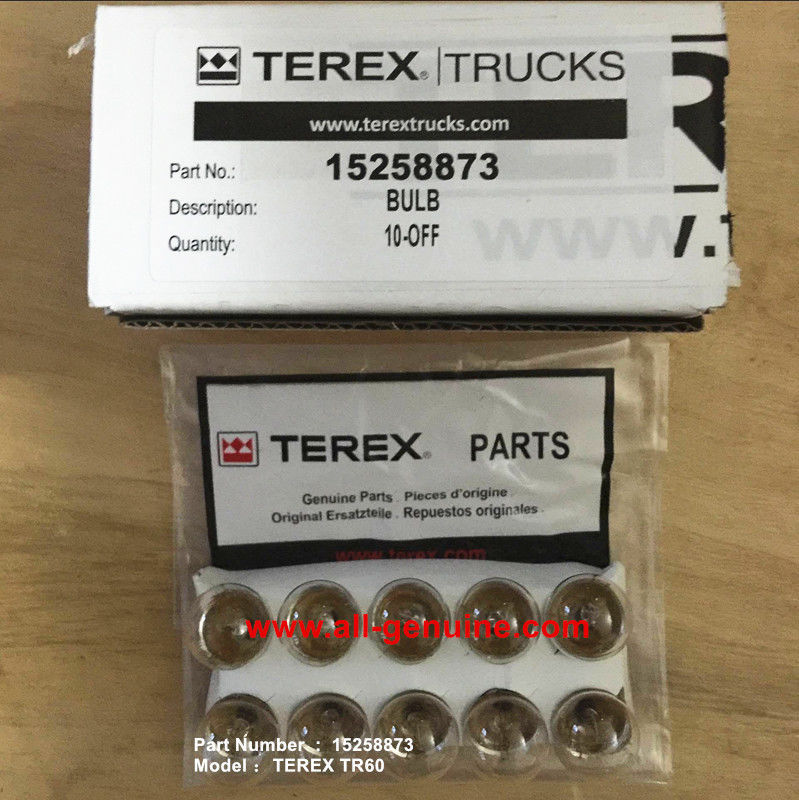 TEREX® | TRUCKS
www.terextrucks.com
Part No.: 15258873
Description: BULB
Quantity: 10-OFF
www.
TEREX® PARTS
Genuine Parts . Pieces d'origine .
Original Ersatzteile . Repuestos originales .
www.terex.com
www.all-genuine.com
Part Number : 15258873
Model : TEREX TR60